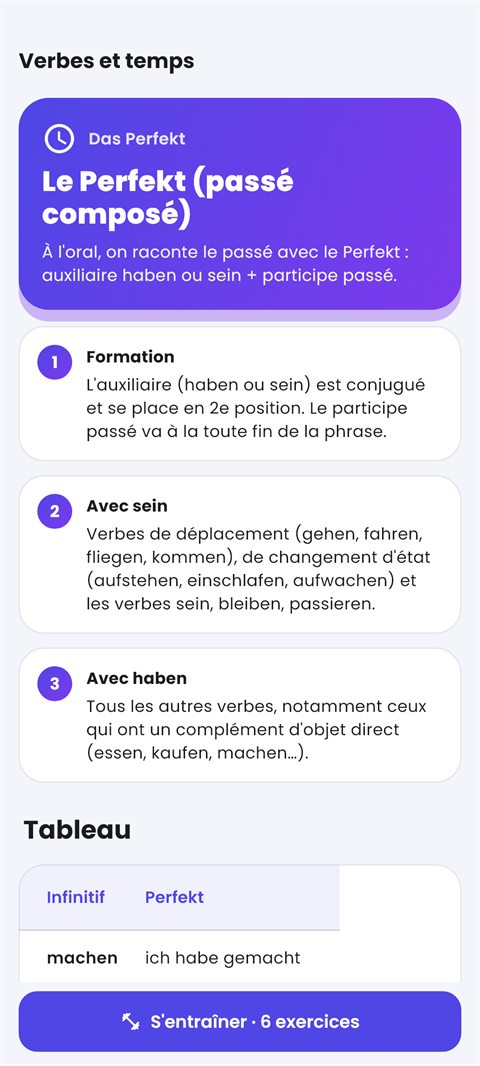 Verbes et temps
Das Perfekt
Le Perfekt (passé
composé)
À l'oral, on raconte le passé avec le Perfekt :
auxiliaire haben ou sein + participe passé.
1
Formation
L'auxiliaire (haben ou sein) est conjugué
et se place en 2e position. Le participe
passé va à la toute fin de la phrase.
2
Avec sein
Verbes de déplacement (gehen, fahren,
fliegen, kommen), de changement d'état
(aufstehen, einschlafen, aufwachen) et
les verbes sein, bleiben, passieren.
3
Avec haben
Tous les autres verbes, notamment ceux
qui ont un complément d'objet direct
(essen, kaufen, machen…).
Tableau
Infinitif Perfekt
machen ich habe gemacht
S'entraîner · 6 exercices